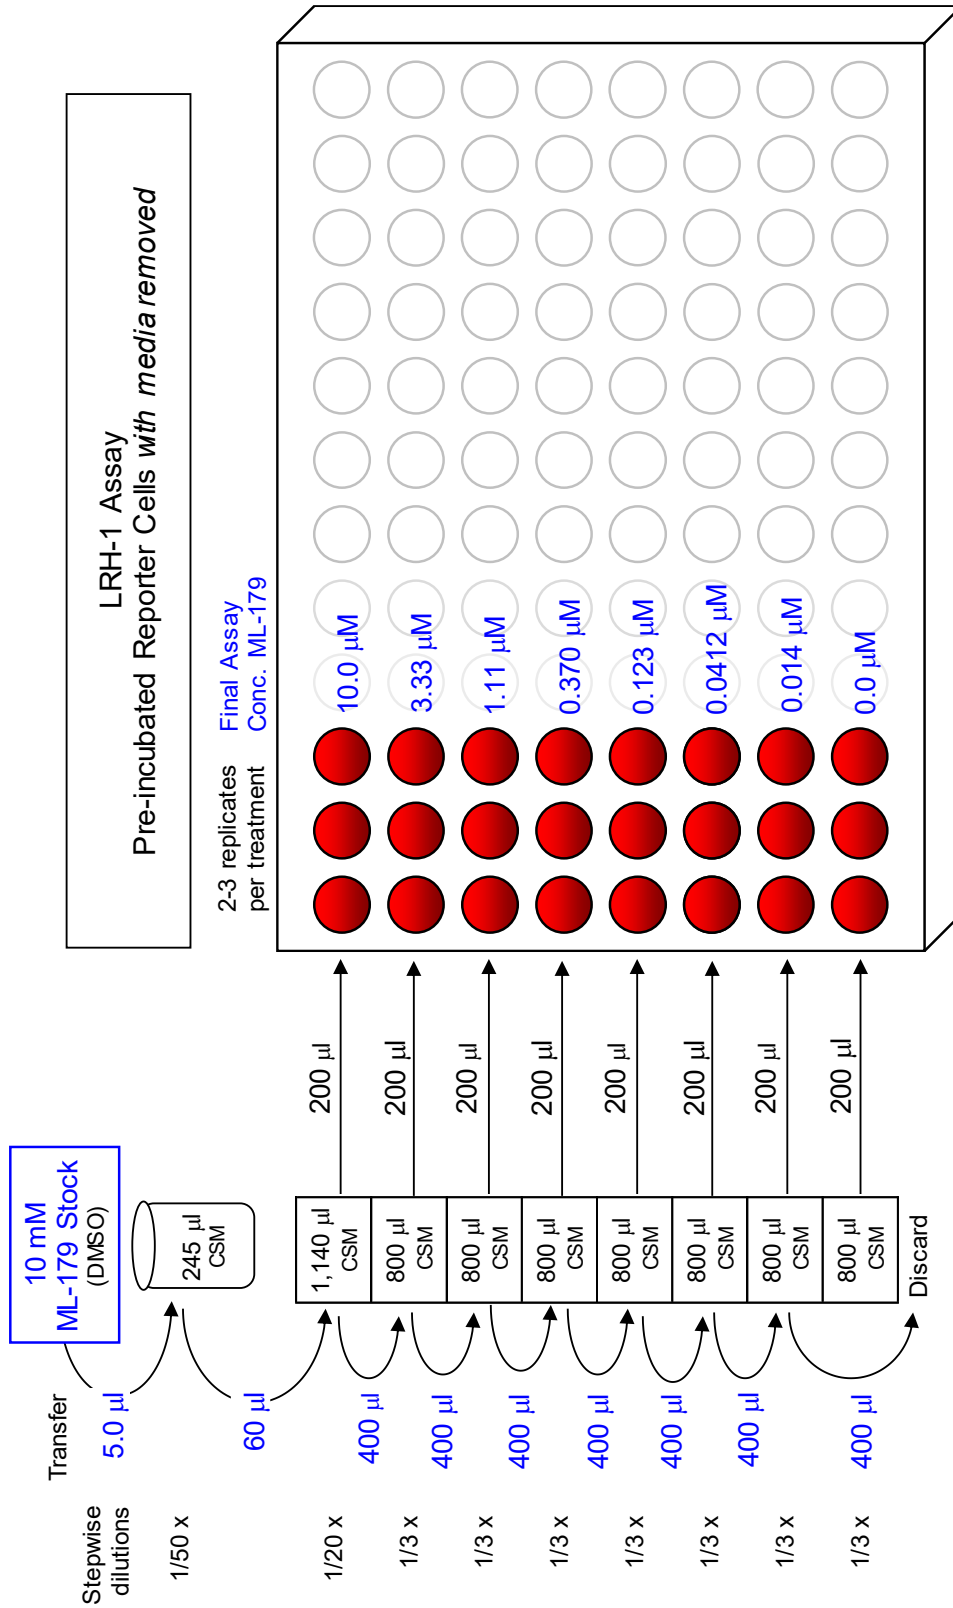 LRH-1 Assay
Pre-incubated Reporter Cells with media removed
Stepwise
dilutions
Transfer
10 mM
ML-179 Stock
(DMSO)
1/50 x
5.0 µl
245 µl
CSM
60 µl
2-3 replicates
per treatment
Final Assay
Conc. ML-179
1/20 x
1,140 µl
CSM
200 µl
10.0 µM
400 µl
1/3 x
800 µl
CSM
200 µl
3.33 µM
400 µl
1/3 x
800 µl
CSM
200 µl
1.11 µM
400 µl
1/3 x
800 µl
CSM
200 µl
0.370 µM
400 µl
1/3 x
800 µl
CSM
200 µl
0.123 µM
400 µl
1/3 x
800 µl
CSM
200 µl
0.0412 µM
400 µl
1/3 x
800 µl
CSM
200 µl
0.014 µM
400 µl
1/3 x
800 µl
CSM
200 µl
0.0 µM
Discard